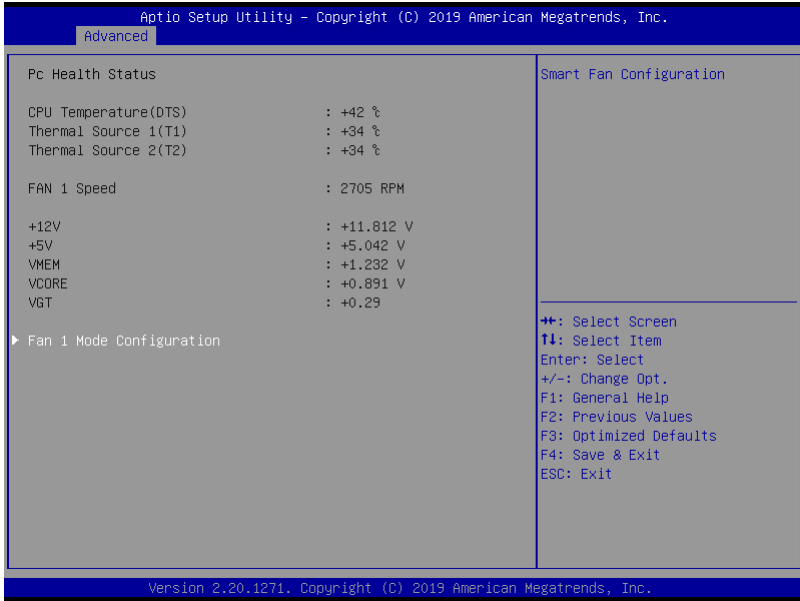 Aptio Setup Utility – Copyright (C) 2019 American Megatrends, Inc.
Advanced
Pc Health Status
CPU Temperature(DTS) : +42 ℃
Thermal Source 1(T1) : +34 ℃
Thermal Source 2(T2) : +34 ℃
FAN 1 Speed : 2705 RPM
+12V : +11.812 V
+5V : +5.042 V
VMEM : +1.232 V
VCORE : +0.891 V
VGT : +0.29
▶ Fan 1 Mode Configuration
Smart Fan Configuration
→←: Select Screen
↑↓: Select Item
Enter: Select
+/-: Change Opt.
F1: General Help
F2: Previous Values
F3: Optimized Defaults
F4: Save & Exit
ESC: Exit
Version 2.20.1271. Copyright (C) 2019 American Megatrends, Inc.